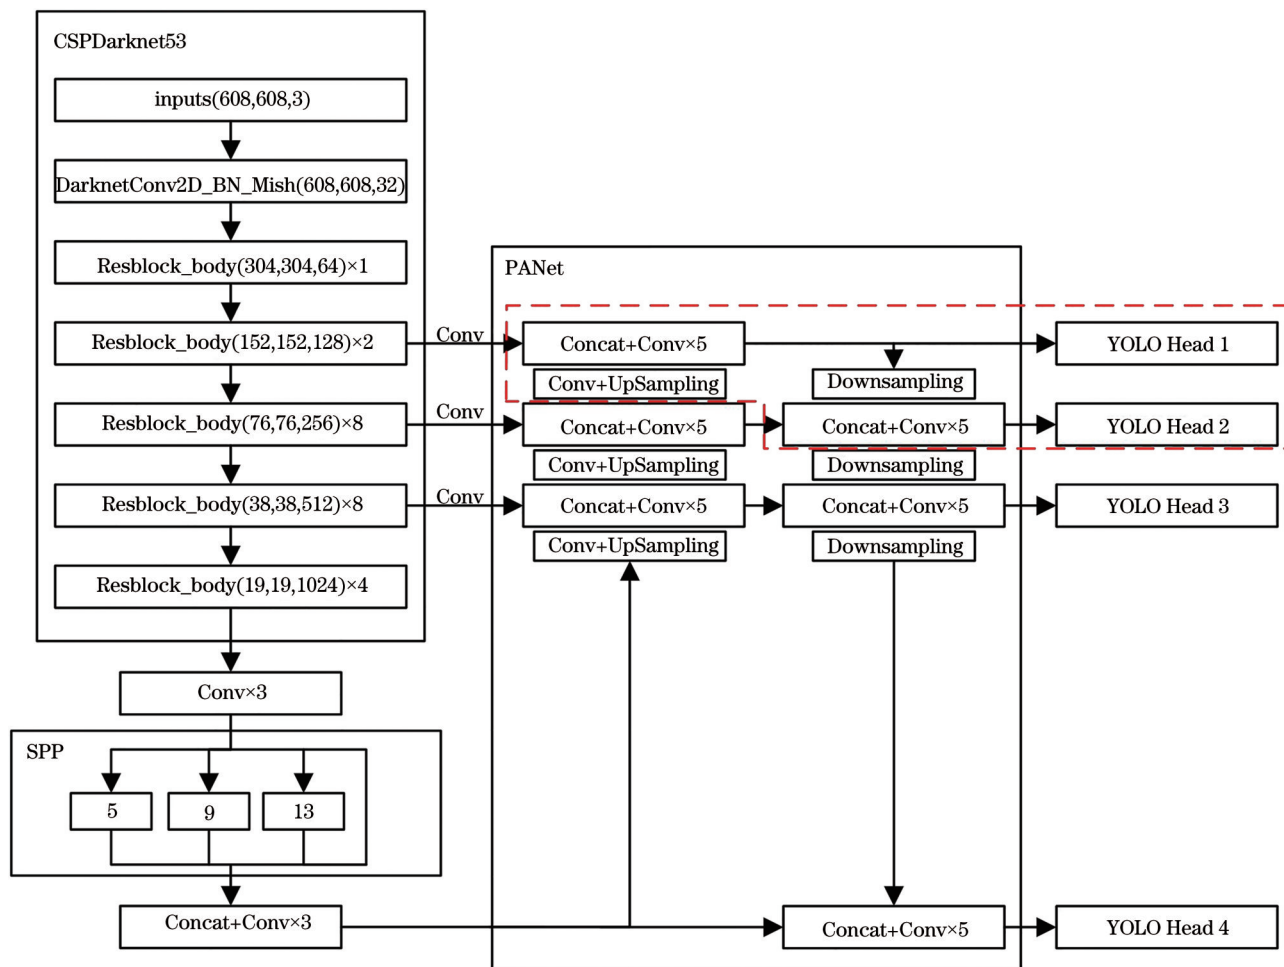 CSPDarknet53
inputs(608,608,3)
DarknetConv2D_BN_Mish(608,608,32)
Resblock_body(304,304,64)×1
Resblock_body(152,152,128)×2
Resblock_body(76,76,256)×8
Resblock_body(38,38,512)×8
Resblock_body(19,19,1024)×4
Conv×3
SPP
5
9
13
Concat+Conv×3
Conv
Conv
Conv
PANet
Concat+Conv×5
Conv+UpSampling
Concat+Conv×5
Conv+UpSampling
Concat+Conv×5
Conv+UpSampling
Downsampling
Concat+Conv×5
Downsampling
Concat+Conv×5
Downsampling
Concat+Conv×5
YOLO Head 1
YOLO Head 2
YOLO Head 3
YOLO Head 4